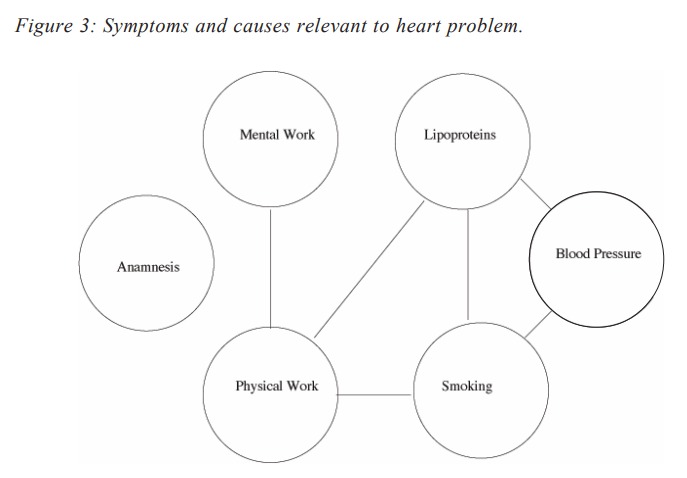 Figure 3: Symptoms and causes relevant to heart problem.
Mental Work
Lipoproteins
Anamnesis
Blood Pressure
Physical Work
Smoking